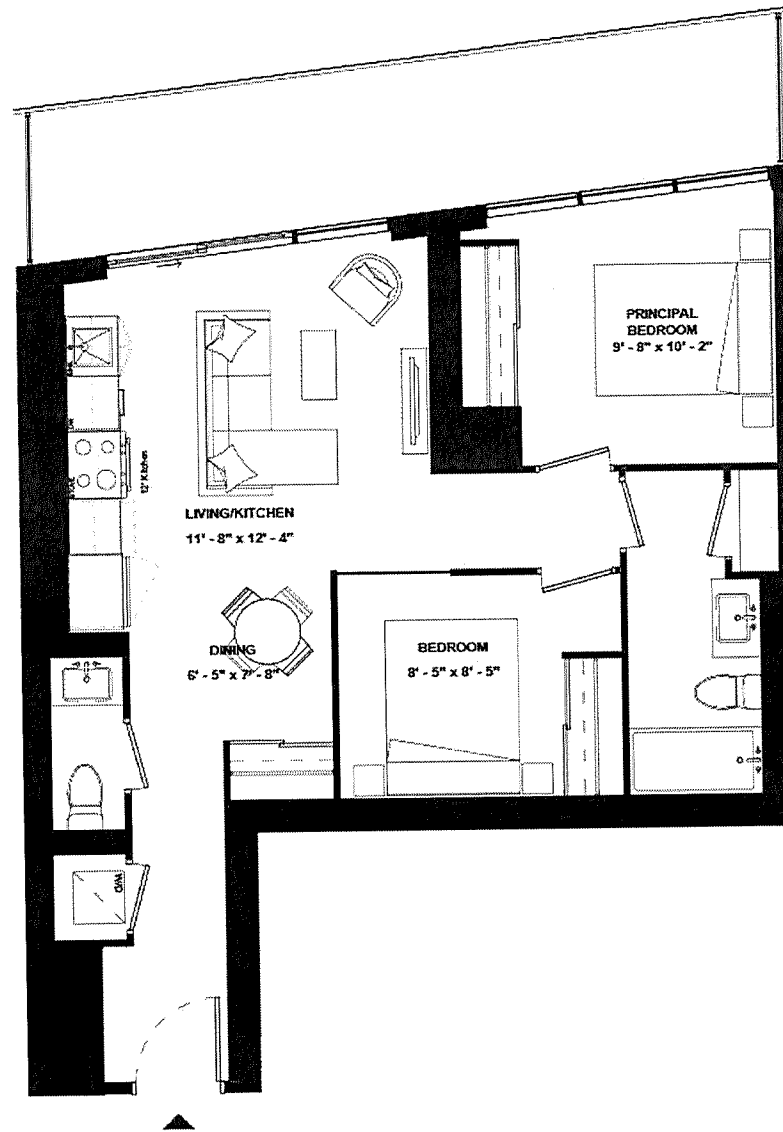 PRINCIPAL
BEDROOM
9' - 8" x 10' - 2"
12' Kitchen
LIVING/KITCHEN
11' - 8" x 12' - 4"
DINING
6' - 5" x 7' - 8"
BEDROOM
8' - 5" x 8' - 5"
W/D